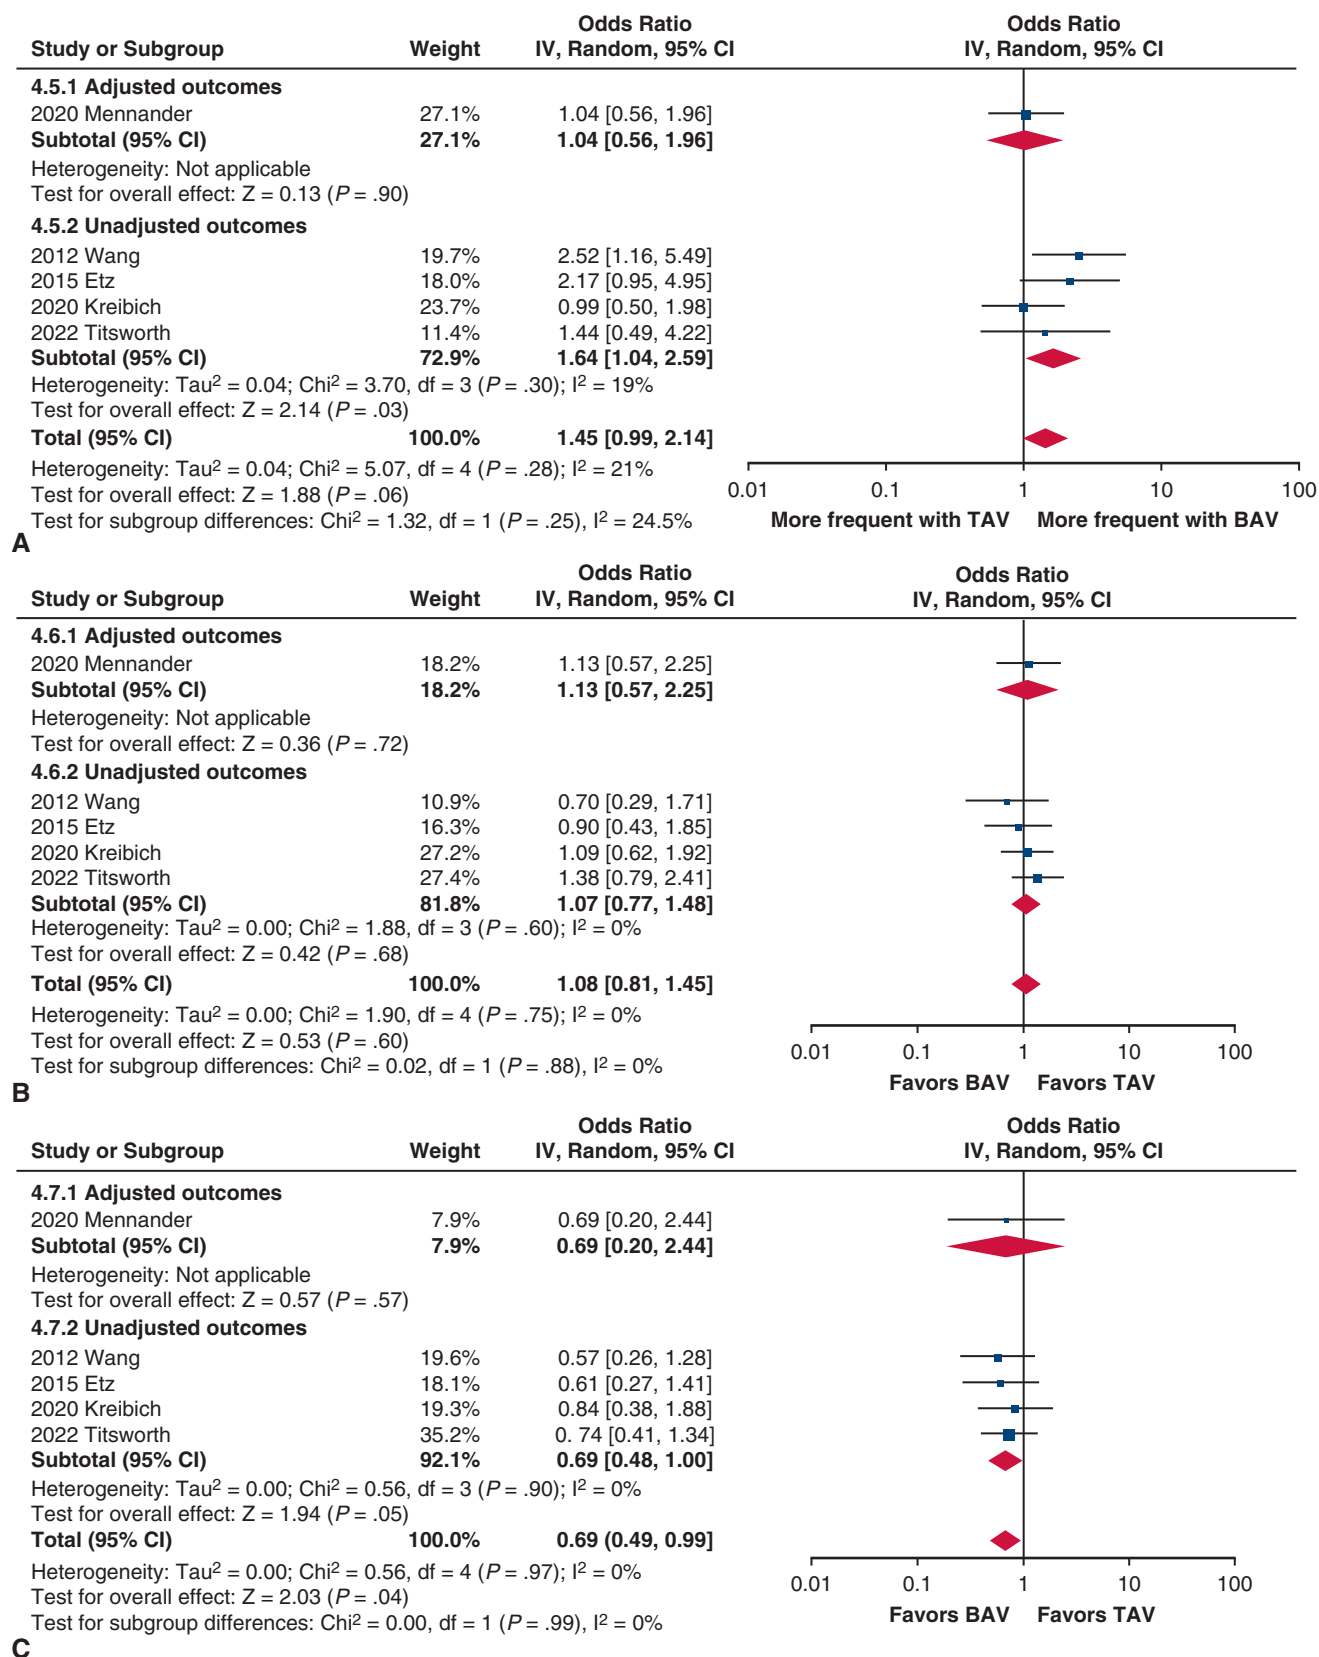 Odds Ratio Odds Ratio
Study or Subgroup Weight IV, Random, 95% CI IV, Random, 95% CI
4.5.1 Adjusted outcomes
2020 Mennander 27.1% 1.04 [0.56, 1.96]
Subtotal (95% CI) 27.1% 1.04 [0.56, 1.96]
Heterogeneity: Not applicable
Test for overall effect: Z = 0.13 (P = .90)
4.5.2 Unadjusted outcomes
2012 Wang 19.7% 2.52 [1.16, 5.49]
2015 Etz 18.0% 2.17 [0.95, 4.95]
2020 Kreibich 23.7% 0.99 [0.50, 1.98]
2022 Titsworth 11.4% 1.44 [0.49, 4.22]
Subtotal (95% CI) 72.9% 1.64 [1.04, 2.59]
Heterogeneity: Tau² = 0.04; Chi² = 3.70, df = 3 (P = .30); I² = 19%
Test for overall effect: Z = 2.14 (P = .03)
Total (95% CI) 100.0% 1.45 [0.99, 2.14]
Heterogeneity: Tau² = 0.04; Chi² = 5.07, df = 4 (P = .28); I² = 21%
Test for overall effect: Z = 1.88 (P = .06)
Test for subgroup differences: Chi² = 1.32, df = 1 (P = .25), I² = 24.5%
0.01 0.1 1 10 100
More frequent with TAV More frequent with BAV
A
Odds Ratio Odds Ratio
Study or Subgroup Weight IV, Random, 95% CI IV, Random, 95% CI
4.6.1 Adjusted outcomes
2020 Mennander 18.2% 1.13 [0.57, 2.25]
Subtotal (95% CI) 18.2% 1.13 [0.57, 2.25]
Heterogeneity: Not applicable
Test for overall effect: Z = 0.36 (P = .72)
4.6.2 Unadjusted outcomes
2012 Wang 10.9% 0.70 [0.29, 1.71]
2015 Etz 16.3% 0.90 [0.43, 1.85]
2020 Kreibich 27.2% 1.09 [0.62, 1.92]
2022 Titsworth 27.4% 1.38 [0.79, 2.41]
Subtotal (95% CI) 81.8% 1.07 [0.77, 1.48]
Heterogeneity: Tau² = 0.00; Chi² = 1.88, df = 3 (P = .60); I² = 0%
Test for overall effect: Z = 0.42 (P = .68)
Total (95% CI) 100.0% 1.08 [0.81, 1.45]
Heterogeneity: Tau² = 0.00; Chi² = 1.90, df = 4 (P = .75); I² = 0%
Test for overall effect: Z = 0.53 (P = .60)
Test for subgroup differences: Chi² = 0.02, df = 1 (P = .88), I² = 0%
0.01 0.1 1 10 100
Favors BAV Favors TAV
B
Odds Ratio Odds Ratio
Study or Subgroup Weight IV, Random, 95% CI IV, Random, 95% CI
4.7.1 Adjusted outcomes
2020 Mennander 7.9% 0.69 [0.20, 2.44]
Subtotal (95% CI) 7.9% 0.69 [0.20, 2.44]
Heterogeneity: Not applicable
Test for overall effect: Z = 0.57 (P = .57)
4.7.2 Unadjusted outcomes
2012 Wang 19.6% 0.57 [0.26, 1.28]
2015 Etz 18.1% 0.61 [0.27, 1.41]
2020 Kreibich 19.3% 0.84 [0.38, 1.88]
2022 Titsworth 35.2% 0. 74 [0.41, 1.34]
Subtotal (95% CI) 92.1% 0.69 [0.48, 1.00]
Heterogeneity: Tau² = 0.00; Chi² = 0.56, df = 3 (P = .90); I² = 0%
Test for overall effect: Z = 1.94 (P = .05)
Total (95% CI) 100.0% 0.69 (0.49, 0.99]
Heterogeneity: Tau² = 0.00; Chi² = 0.56, df = 4 (P = .97); I² = 0%
Test for overall effect: Z = 2.03 (P = .04)
Test for subgroup differences: Chi² = 0.00, df = 1 (P = .99), I² = 0%
0.01 0.1 1 10 100
Favors BAV Favors TAV
C